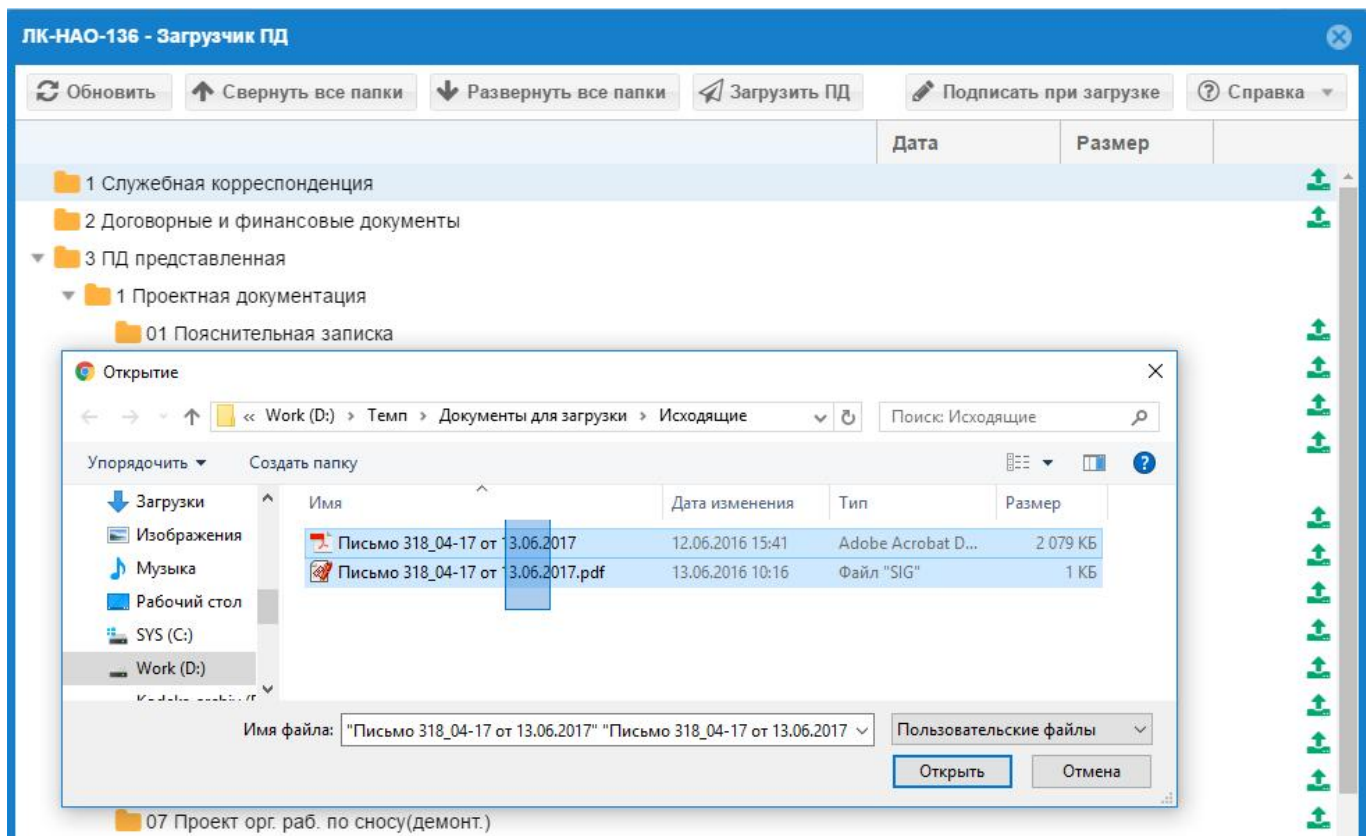 ЛК-НАО-136 - Загрузчик ПД
Обновить Свернуть все папки Развернуть все папки Загрузить ПД Подписать при загрузке Справка
Дата Размер
1 Служебная корреспонденция
2 Договорные и финансовые документы
3 ПД представленная
1 Проектная документация
01 Пояснительная записка
Открытие
« Work (D:) › Темп › Документы для загрузки › Исходящие Поиск: Исходящие
Упорядочить Создать папку
Загрузки Имя Дата изменения Тип Размер
Изображения Письмо 318_04-17 от 13.06.2017 12.06.2016 15:41 Adobe Acrobat D... 2 079 КБ
Музыка Письмо 318_04-17 от 13.06.2017.pdf 13.06.2016 10:16 Файл "SIG" 1 КБ
Рабочий стол
SYS (C:)
Work (D:)
Имя файла: "Письмо 318_04-17 от 13.06.2017" "Письмо 318_04-17 от 13.06.2017 Пользовательские файлы
Открыть Отмена
07 Проект орг. раб. по сносу(демонт.)